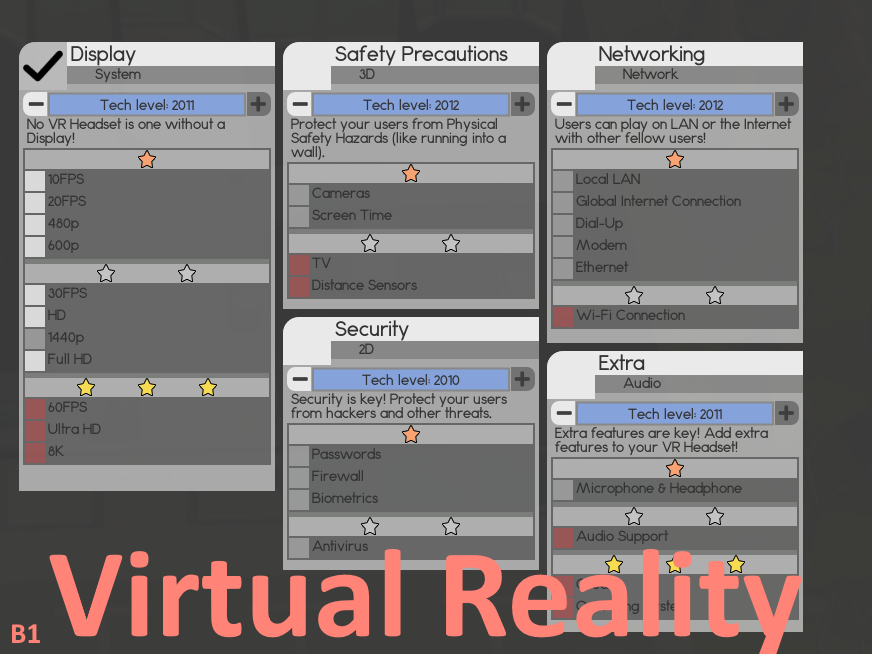 Display
System
Tech level: 2011
No VR Headset is one without a
Display!
10FPS
20FPS
480p
600p
30FPS
HD
1440p
Full HD
60FPS
Ultra HD
8K
Safety Precautions
3D
Tech level: 2012
Protect your users from Physical
Safety Hazards (like running into a
wall).
Cameras
Screen Time
TV
Distance Sensors
Security
2D
Tech level: 2010
Security is key! Protect your users
from hackers and other threats.
Passwords
Firewall
Biometrics
Antivirus
Networking
Network
Tech level: 2012
Users can play on LAN or the Internet
with other fellow users!
Local LAN
Global Internet Connection
Dial-Up
Modem
Ethernet
Wi-Fi Connection
Extra
Audio
Tech level: 2011
Extra features are key! Add extra
features to your VR Headset!
Microphone & Headphone
Audio Support
Virtual Reality
B1